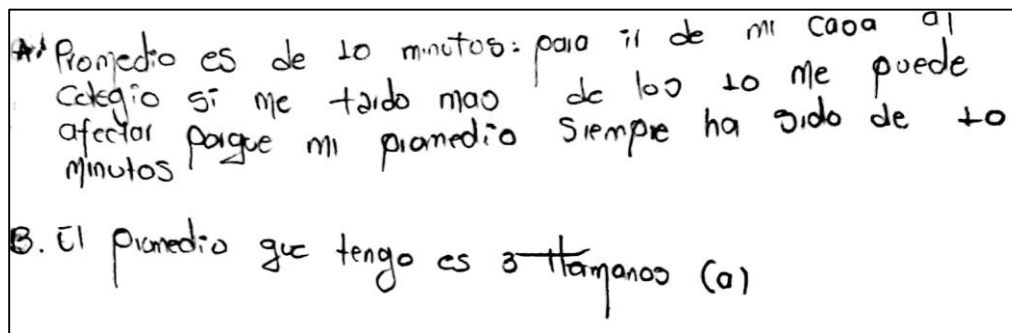 A. Promedio es de 10 minutos: para ir de mi casa al
Colegio si me tardo mas de los 10 me puede
afectar porque mi promedio siempre ha sido de 10
minutos
B. El promedio que tengo es 3 Hermanos (a)